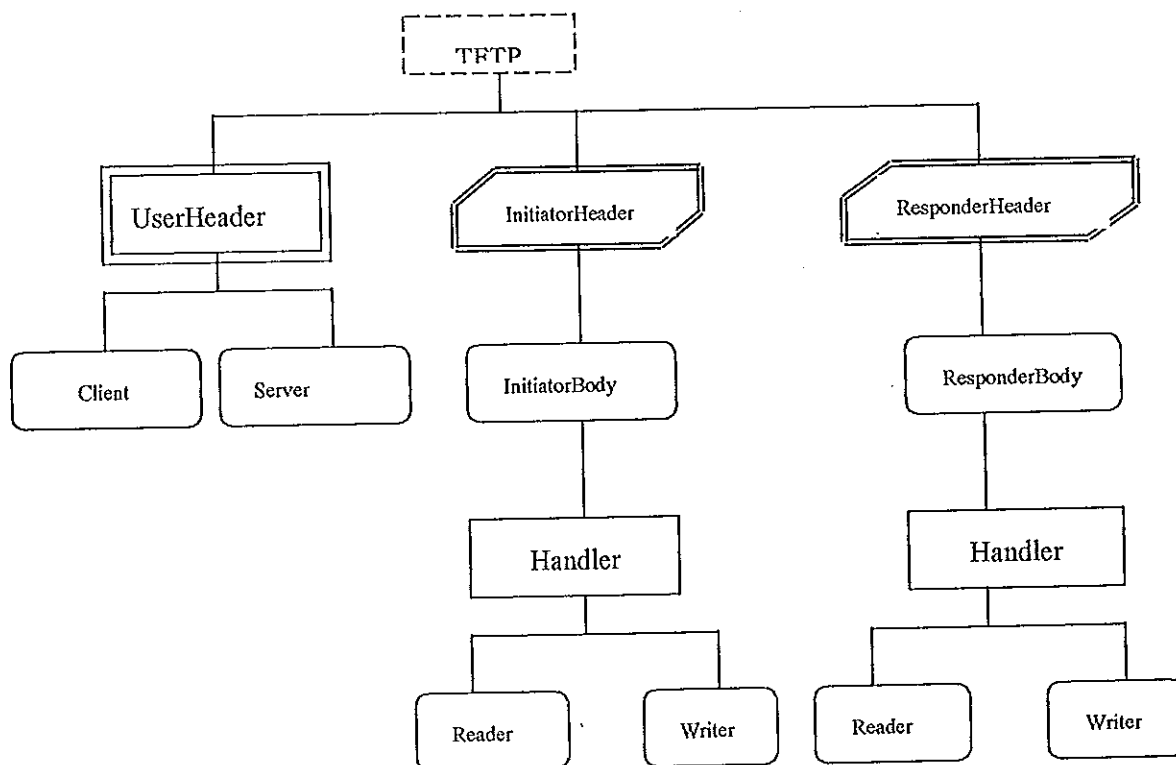 TFTP
UserHeader
InitiatorHeader
ResponderHeader
Client
Server
InitiatorBody
ResponderBody
Handler
Handler
Reader
Writer
Reader
Writer